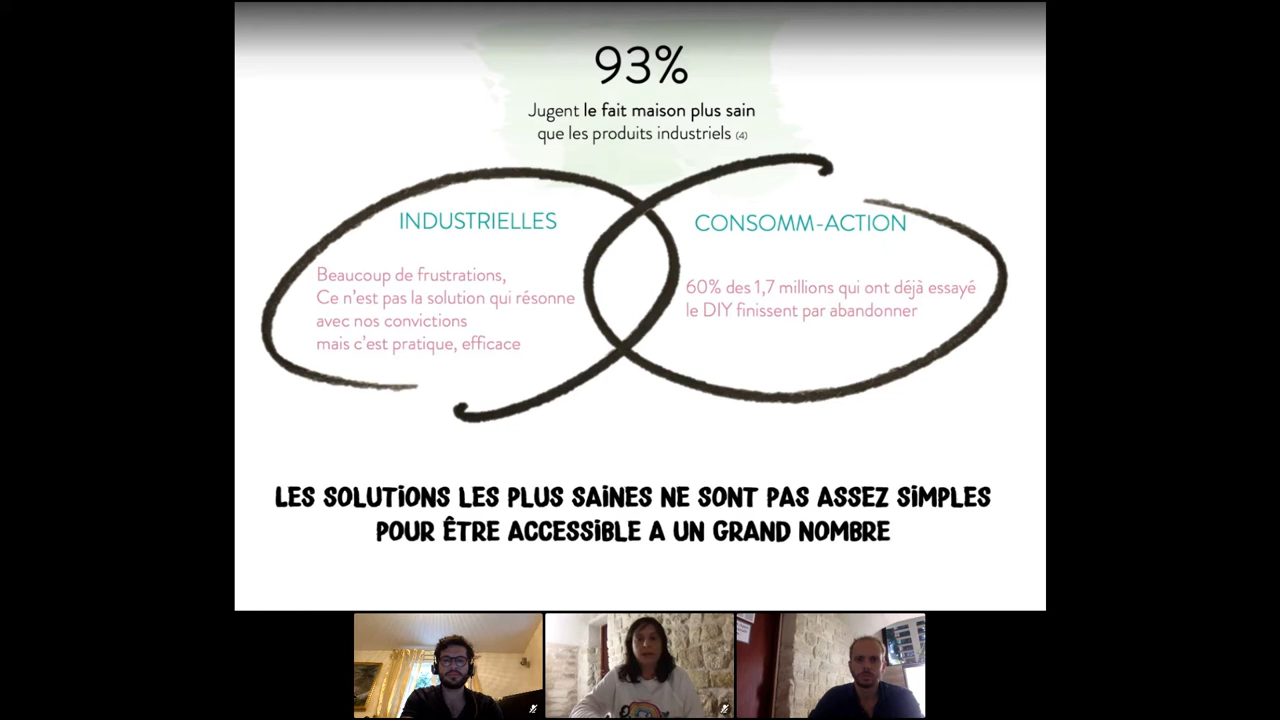 93%
Jugent le fait maison plus sain
que les produits industriels (4)
INDUSTRIELLES
Beaucoup de frustrations,
Ce n'est pas la solution qui résonne
avec nos convictions
mais c'est pratique, efficace
CONSOMM-ACTION
60% des 1,7 millions qui ont déjà essayé
le DIY finissent par abandonner
LES SOLUTIONS LES PLUS SAINES NE SONT PAS ASSEZ SIMPLES
POUR ÊTRE ACCESSIBLE A UN GRAND NOMBRE